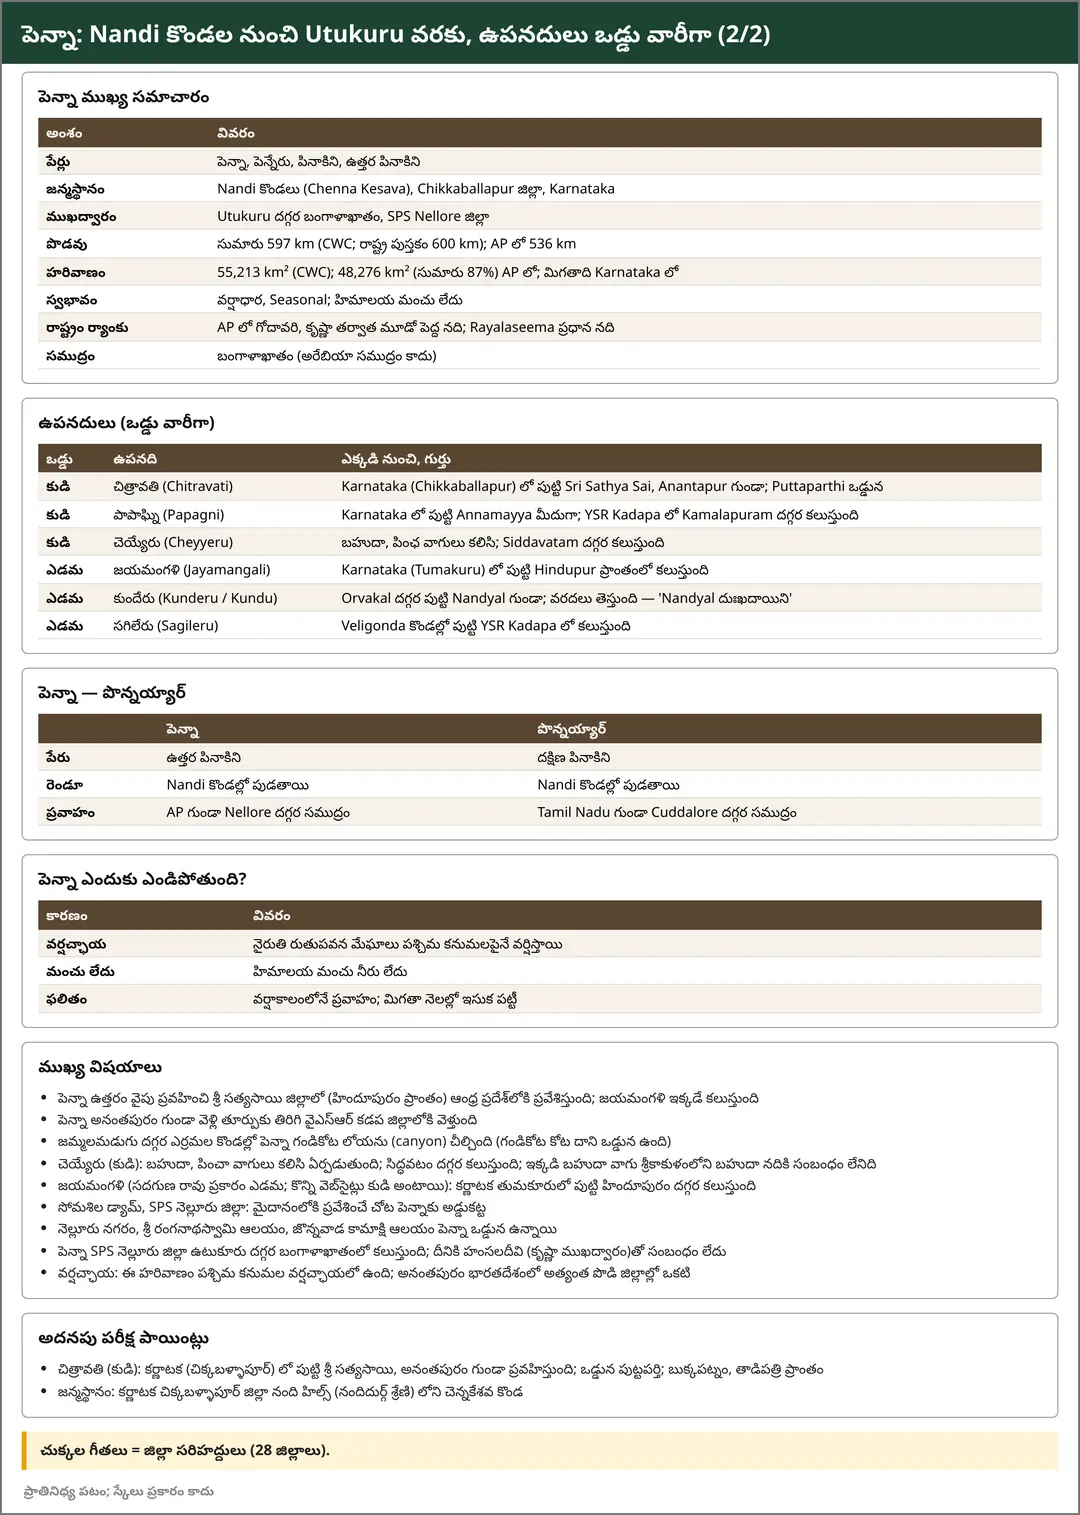 పెన్నా: Nandi కొండల నుంచి Utukuru వరకు, ఉపనదులు ఒడ్డు వారీగా (2/2)
పెన్నా ముఖ్య సమాచారం
అంశం వివరం
పేర్లు పెన్నా, పెన్నేరు, పినాకిని, ఉత్తర పినాకిని
జన్మస్థానం Nandi కొండలు (Chenna Kesava), Chikkaballapur జిల్లా, Karnataka
ముఖద్వారం Utukuru దగ్గర బంగాళాఖాతం, SPS Nellore జిల్లా
పొడవు సుమారు 597 km (CWC; రాష్ట్ర పుస్తకం 600 km); AP లో 536 km
హరివాణం 55,213 km² (CWC); 48,276 km² (సుమారు 87%) AP లో; మిగతాది Karnataka లో
స్వభావం వర్షాధార, Seasonal; హిమాలయ మంచు లేదు
రాష్ట్రం ర్యాంకు AP లో గోదావరి, కృష్ణా తర్వాత మూడో పెద్ద నది; Rayalaseema ప్రధాన నది
సముద్రం బంగాళాఖాతం (అరేబియా సముద్రం కాదు)
ఉపనదులు (ఒడ్డు వారీగా)
ఒడ్డు ఉపనది ఎక్కడి నుంచి, గుర్తు
కుడి చిత్రావతి (Chitravati) Karnataka (Chikkaballapur) లో పుట్టి Sri Sathya Sai, Anantapur గుండా; Puttaparthi ఒడ్డున
కుడి పాపాఘ్ని (Papagni) Karnataka లో పుట్టి Annamayya మీదుగా; YSR Kadapa లో Kamalapuram దగ్గర కలుస్తుంది
కుడి చెయ్యేరు (Cheyyeru) బహుదా, పింఛ వాగులు కలిసి; Siddavatam దగ్గర కలుస్తుంది
ఎడమ జయమంగళి (Jayamangali) Karnataka (Tumakuru) లో పుట్టి Hindupur ప్రాంతంలో కలుస్తుంది
ఎడమ కుందేరు (Kunderu / Kundu) Orvakal దగ్గర పుట్టి Nandyal గుండా; వరదలు తెస్తుంది — 'Nandyal దుఃఖదాయిని'
ఎడమ సగిలేరు (Sagileru) Veligonda కొండల్లో పుట్టి YSR Kadapa లో కలుస్తుంది
పెన్నా — పొన్నయ్యార్
పెన్నా పొన్నయ్యార్
పేరు ఉత్తర పినాకిని దక్షిణ పినాకిని
రెండూ Nandi కొండల్లో పుడతాయి Nandi కొండల్లో పుడతాయి
ప్రవాహం AP గుండా Nellore దగ్గర సముద్రం Tamil Nadu గుండా Cuddalore దగ్గర సముద్రం
పెన్నా ఎందుకు ఎండిపోతుంది?
కారణం వివరం
వర్షచ్ఛాయ నైరుతి రుతుపవన మేఘాలు పశ్చిమ కనుమలపైనే వర్షిస్తాయి
మంచు లేదు హిమాలయ మంచు నీరు లేదు
ఫలితం వర్షాకాలంలోనే ప్రవాహం; మిగతా నెలల్లో ఇసుక పట్టీ
ముఖ్య విషయాలు
• పెన్నా ఉత్తరం వైపు ప్రవహించి శ్రీ సత్యసాయి జిల్లాలో (హిందూపురం ప్రాంతం) ఆంధ్ర ప్రదేశ్‌లోకి ప్రవేశిస్తుంది; జయమంగళి ఇక్కడే కలుస్తుంది
• పెన్నా అనంతపురం గుండా వెళ్లి తూర్పుకు తిరిగి వైఎస్ఆర్ కడప జిల్లాలోకి వెళ్తుంది
• జమ్మలమడుగు దగ్గర ఎర్రమల కొండల్లో పెన్నా గండికోట లోయను (canyon) చీల్చింది (గండికోట కోట దాని ఒడ్డున ఉంది)
• చెయ్యేరు (కుడి): బహుదా, పించా వాగులు కలిసి ఏర్పడుతుంది; సిద్ధవటం దగ్గర కలుస్తుంది; ఇక్కడి బహుదా వాగు శ్రీకాకుళంలోని బహుదా నదికి సంబంధం లేనిది
• జయమంగళి (సదగుణ రావు ప్రకారం ఎడమ; కొన్ని వెబ్‌సైట్లు కుడి అంటాయి): కర్ణాటక తుమకూరులో పుట్టి హిందూపురం దగ్గర కలుస్తుంది
• సోమశిల డ్యామ్, SPS నెల్లూరు జిల్లా: మైదానంలోకి ప్రవేశించే చోట పెన్నాకు అడ్డుకట్ట
• నెల్లూరు నగరం, శ్రీ రంగనాథస్వామి ఆలయం, జొన్నవాడ కామాక్షి ఆలయం పెన్నా ఒడ్డున ఉన్నాయి
• పెన్నా SPS నెల్లూరు జిల్లా ఉటుకూరు దగ్గర బంగాళాఖాతంలో కలుస్తుంది; దీనికి హంసలదీవి (కృష్ణా ముఖద్వారం)తో సంబంధం లేదు
• వర్షచ్ఛాయ: ఈ హరివాణం పశ్చిమ కనుమల వర్షచ్ఛాయలో ఉంది; అనంతపురం భారతదేశంలో అత్యంత పొడి జిల్లాల్లో ఒకటి
అదనపు పరీక్ష పాయింట్లు
• చిత్రావతి (కుడి): కర్ణాటక (చిక్కబళ్ళాపూర్) లో పుట్టి శ్రీ సత్యసాయి, అనంతపురం గుండా ప్రవహిస్తుంది; ఒడ్డున పుట్టపర్తి; బుక్కపట్నం, తాడిపత్రి ప్రాంతం
• జన్మస్థానం: కర్ణాటక చిక్కబళ్ళాపూర్ జిల్లా నంది హిల్స్ (నందిదుర్గ్ శ్రేణి) లోని చెన్నకేశవ కొండ
చుక్కల గీతలు = జిల్లా సరిహద్దులు (28 జిల్లాలు).
ప్రాతినిధ్య పటం; స్కేలు ప్రకారం కాదు